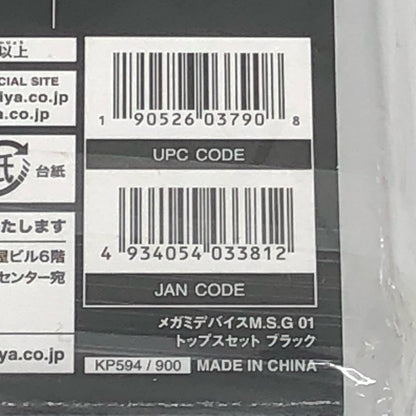 以上
CIAL SITE
iya.co.jp
ya.co.jp
紙
台紙
たします
屋ビル6階
センター宛
ya.co.jp
1 90526 03790 8
UPC CODE
4 934054 033812
JAN CODE
メガミデバイスM.S.G 01
トップスセット ブラック
KP594 / 900
MADE IN CHINA